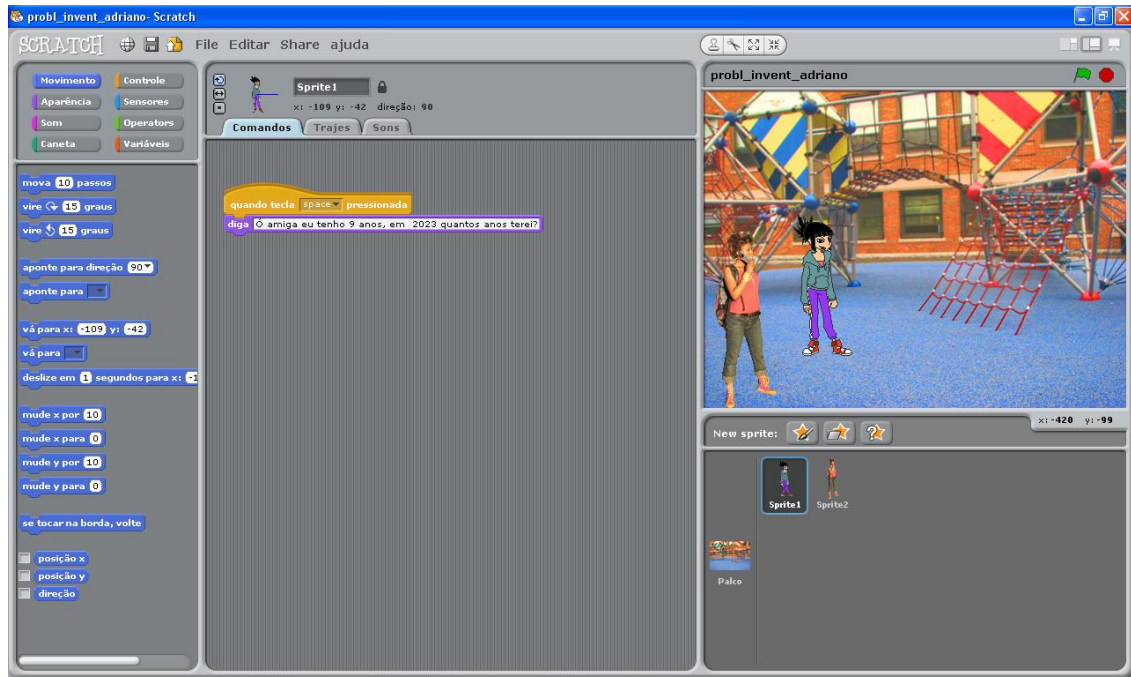 probl_invent_adriano- Scratch
SCRATCH File Editar Share ajuda
Movimento Controle
Aparência Sensores
Som Operators
Caneta Variáveis
mova 10 passos
vire 15 graus
vire 15 graus
aponte para direção 90
aponte para
vá para x: -109 y: -42
vá para
deslize em 1 segundos para x: -1
mude x por 10
mude x para 0
mude y por 10
mude y para 0
se tocar na borda, volte
posição x
posição y
direção
Sprite1
x: -109 y: -42 direção: 90
Comandos Trajes Sons
quando tecla space pressionada
diga Ó amiga eu tenho 9 anos, em 2023 quantos anos terei?
probl_invent_adriano
x: -420 y: -99
New sprite:
Sprite1 Sprite2
Palco